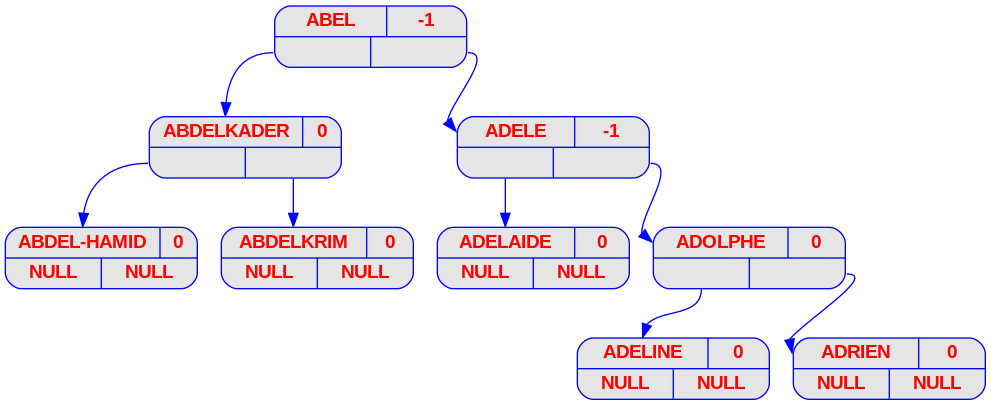 ABEL -1
ABDELKADER 0
ADELE -1
ABDEL-HAMID 0
NULL NULL
ABDELKRIM 0
NULL NULL
ADELAIDE 0
NULL NULL
ADOLPHE 0
ADELINE 0
NULL NULL
ADRIEN 0
NULL NULL